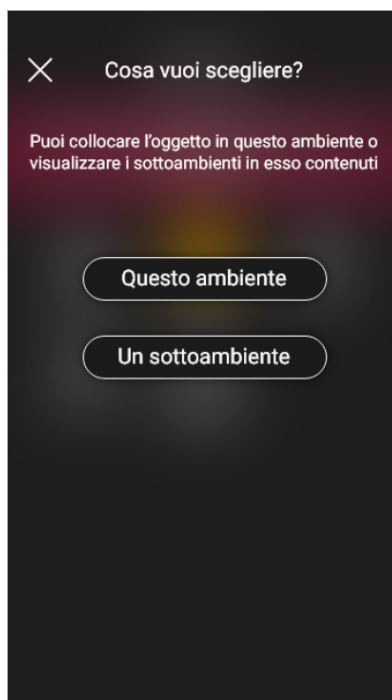 Cosa vuoi scegliere?
Puoi collocare l'oggetto in questo ambiente o
visualizzare i sottoambienti in esso contenuti
Questo ambiente
Un sottoambiente